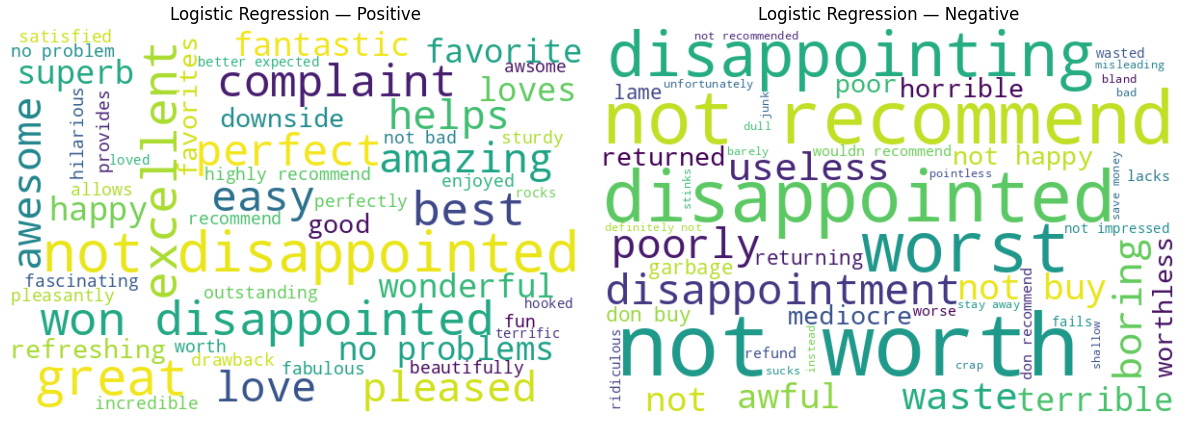 Logistic Regression — Positive
satisfied
no problem
superb
awesome
hilarious
provides
loved
excellent
favorites
fantastic
better expected
complaint
favorite
awsome
loves
downside
helps
not bad
sturdy
perfect
amazing
highly recommend
enjoyed
rocks
allows
happy
easy
perfectly
best
recommend
good
not disappointed
fascinating
pleasantly
outstanding
wonderful
hooked
won disappointed
fun
terrific
refreshing
worth
no problems
drawback
fabulous
beautifully
great
love
pleased
incredible
Logistic Regression — Negative
not recommended
disappointing
wasted
misleading
lame
unfortunately
poor
horrible
bland
bad
junk
not recommend
dull
returned
barely
wouldn recommend
not happy
useless
pointless
lacks
stinks
disappointed
save money
definitely not
poorly
returning
worst
not impressed
garbage
disappointment
not buy
boring
worthless
don buy
mediocre
worse
stay away
don recommend
fails
shallow
ridiculous
not worth
refund
sucks
instead
crap
not
awful
waste
terrible